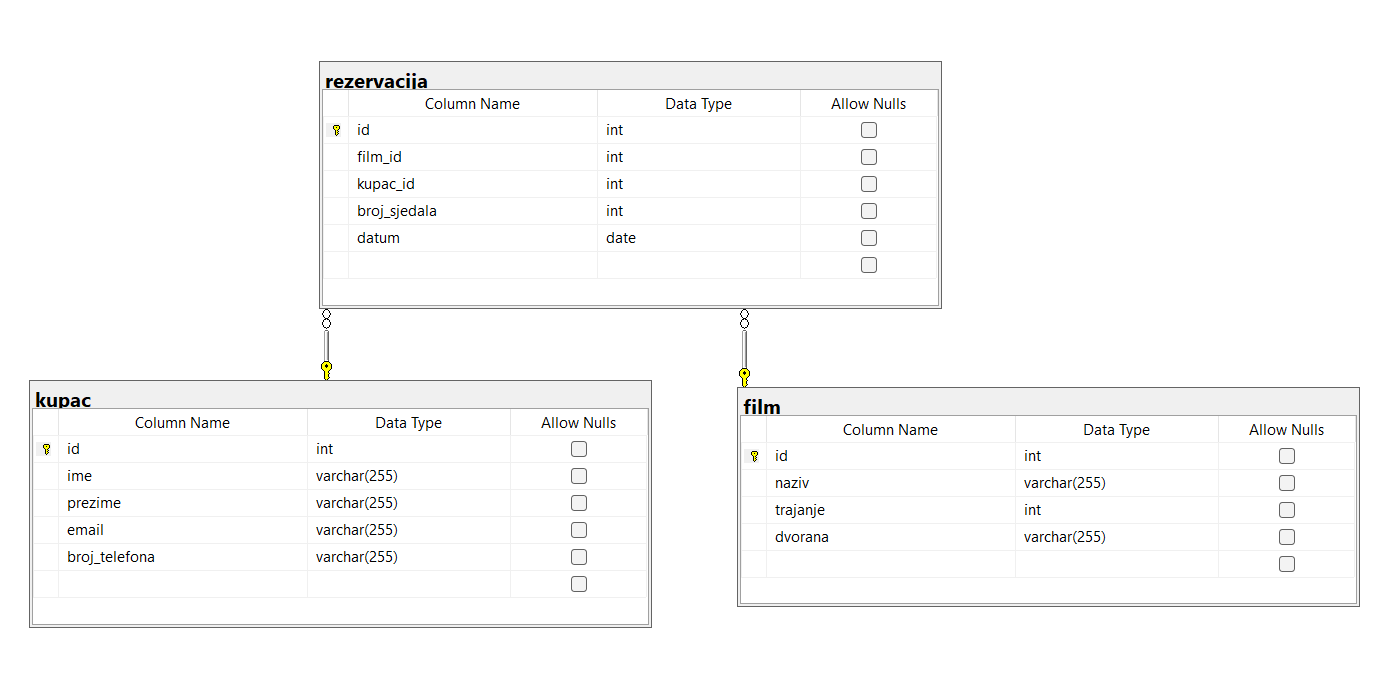 rezervacija
Column Name Data Type Allow Nulls
id int
film_id int
kupac_id int
broj_sjedala int
datum date
kupac
Column Name Data Type Allow Nulls
id int
ime varchar(255)
prezime varchar(255)
email varchar(255)
broj_telefona varchar(255)
film
Column Name Data Type Allow Nulls
id int
naziv varchar(255)
trajanje int
dvorana varchar(255)